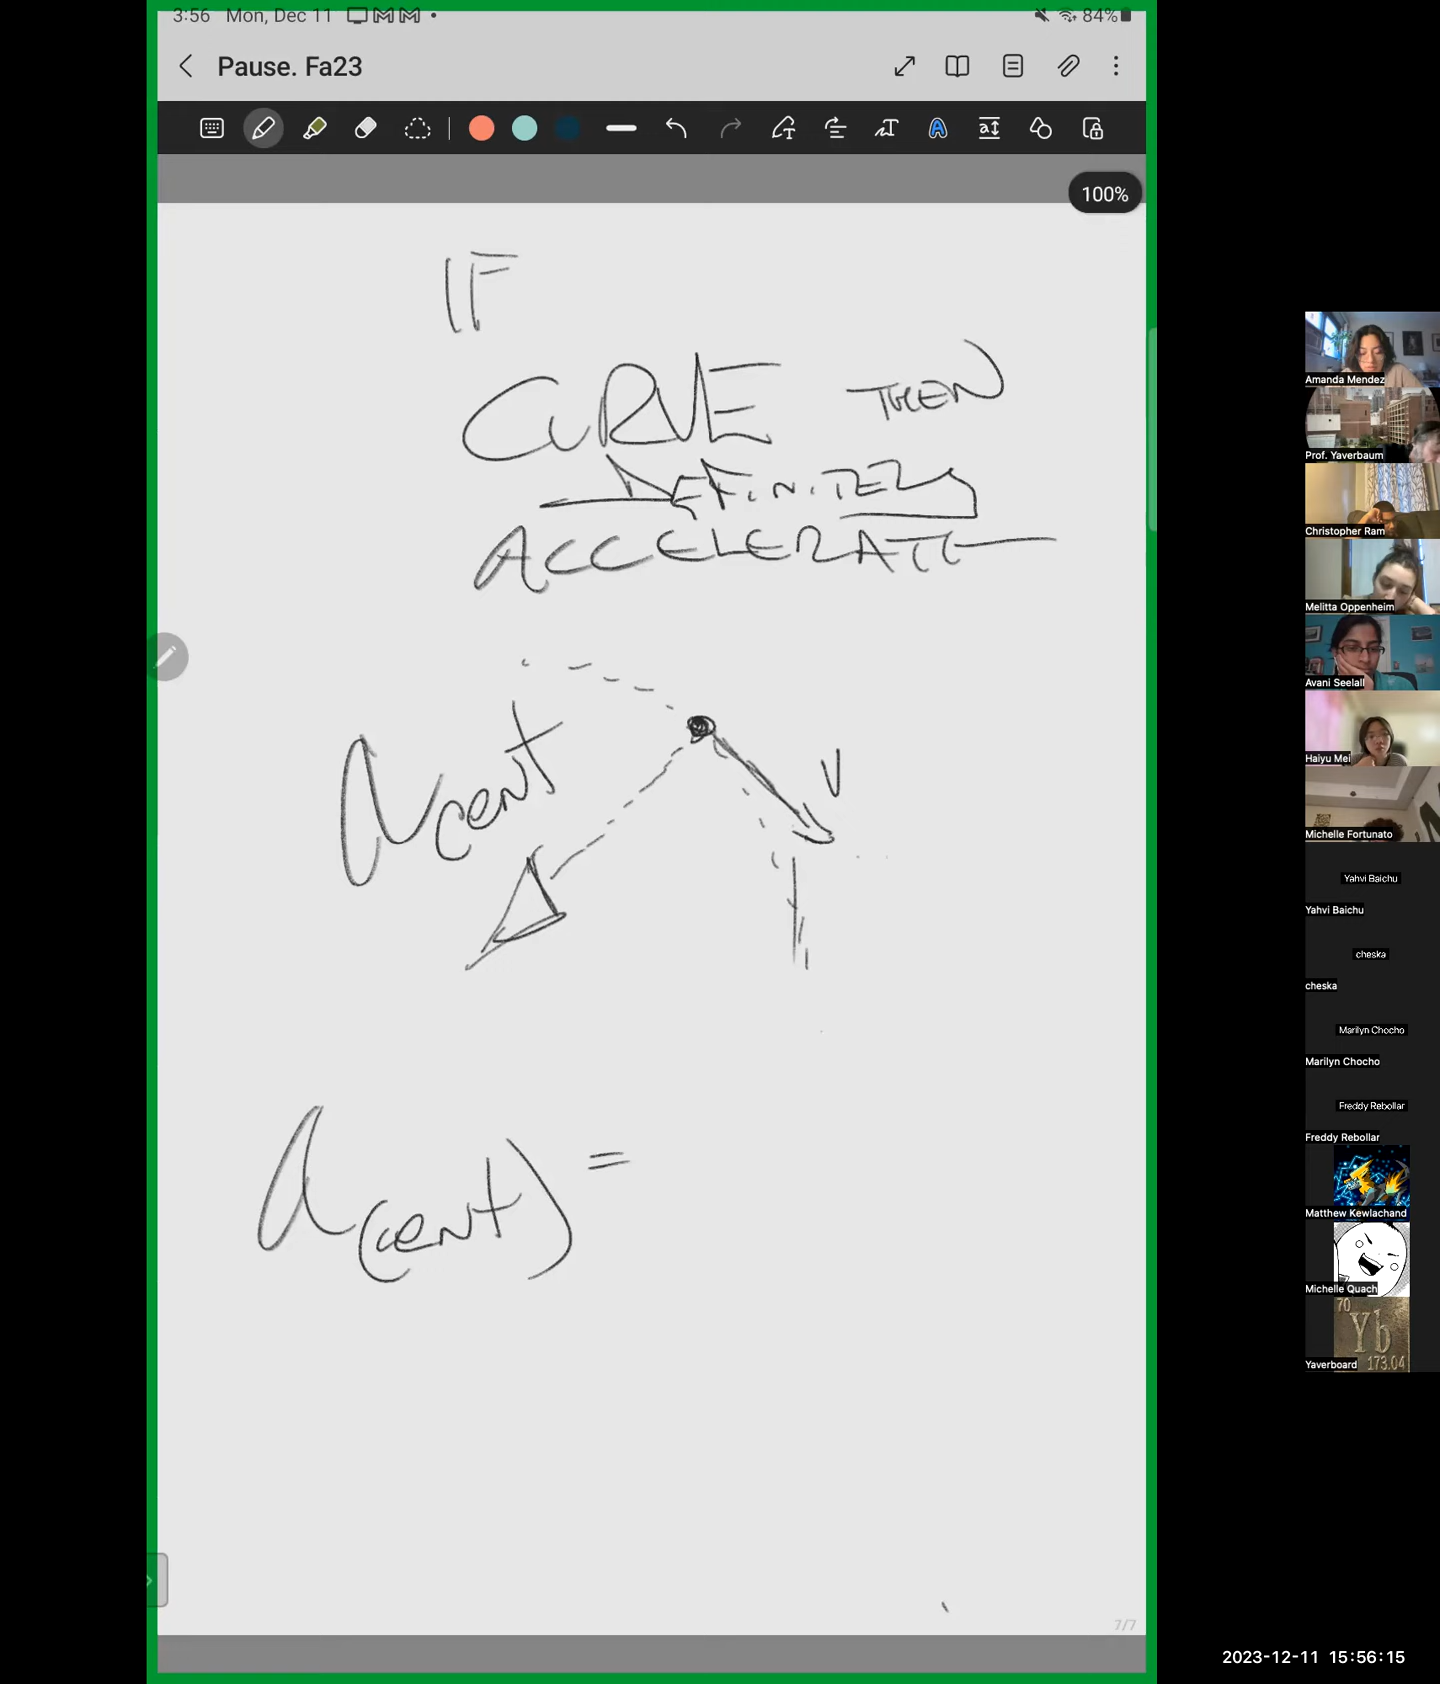 3:56 Mon, Dec 11
84%
Pause. Fa23
100%
IF
CURVE THEN
DEFINITELY
ACCELERATE
acent
V
a(cent) =
7/7
Amanda Mendez
Prof. Yaverbaum
Christopher Ram
Melitta Oppenheim
Avani Seelall
Haiyu Mei
Michelle Fortunato
Yahvi Baichu
Yahvi Baichu
cheska
cheska
Marilyn Chocho
Marilyn Chocho
Freddy Rebollar
Freddy Rebollar
Matthew Kewlachand
Michelle Quach
70
Yb
Yaverboard 173.04
2023-12-11 15:56:15